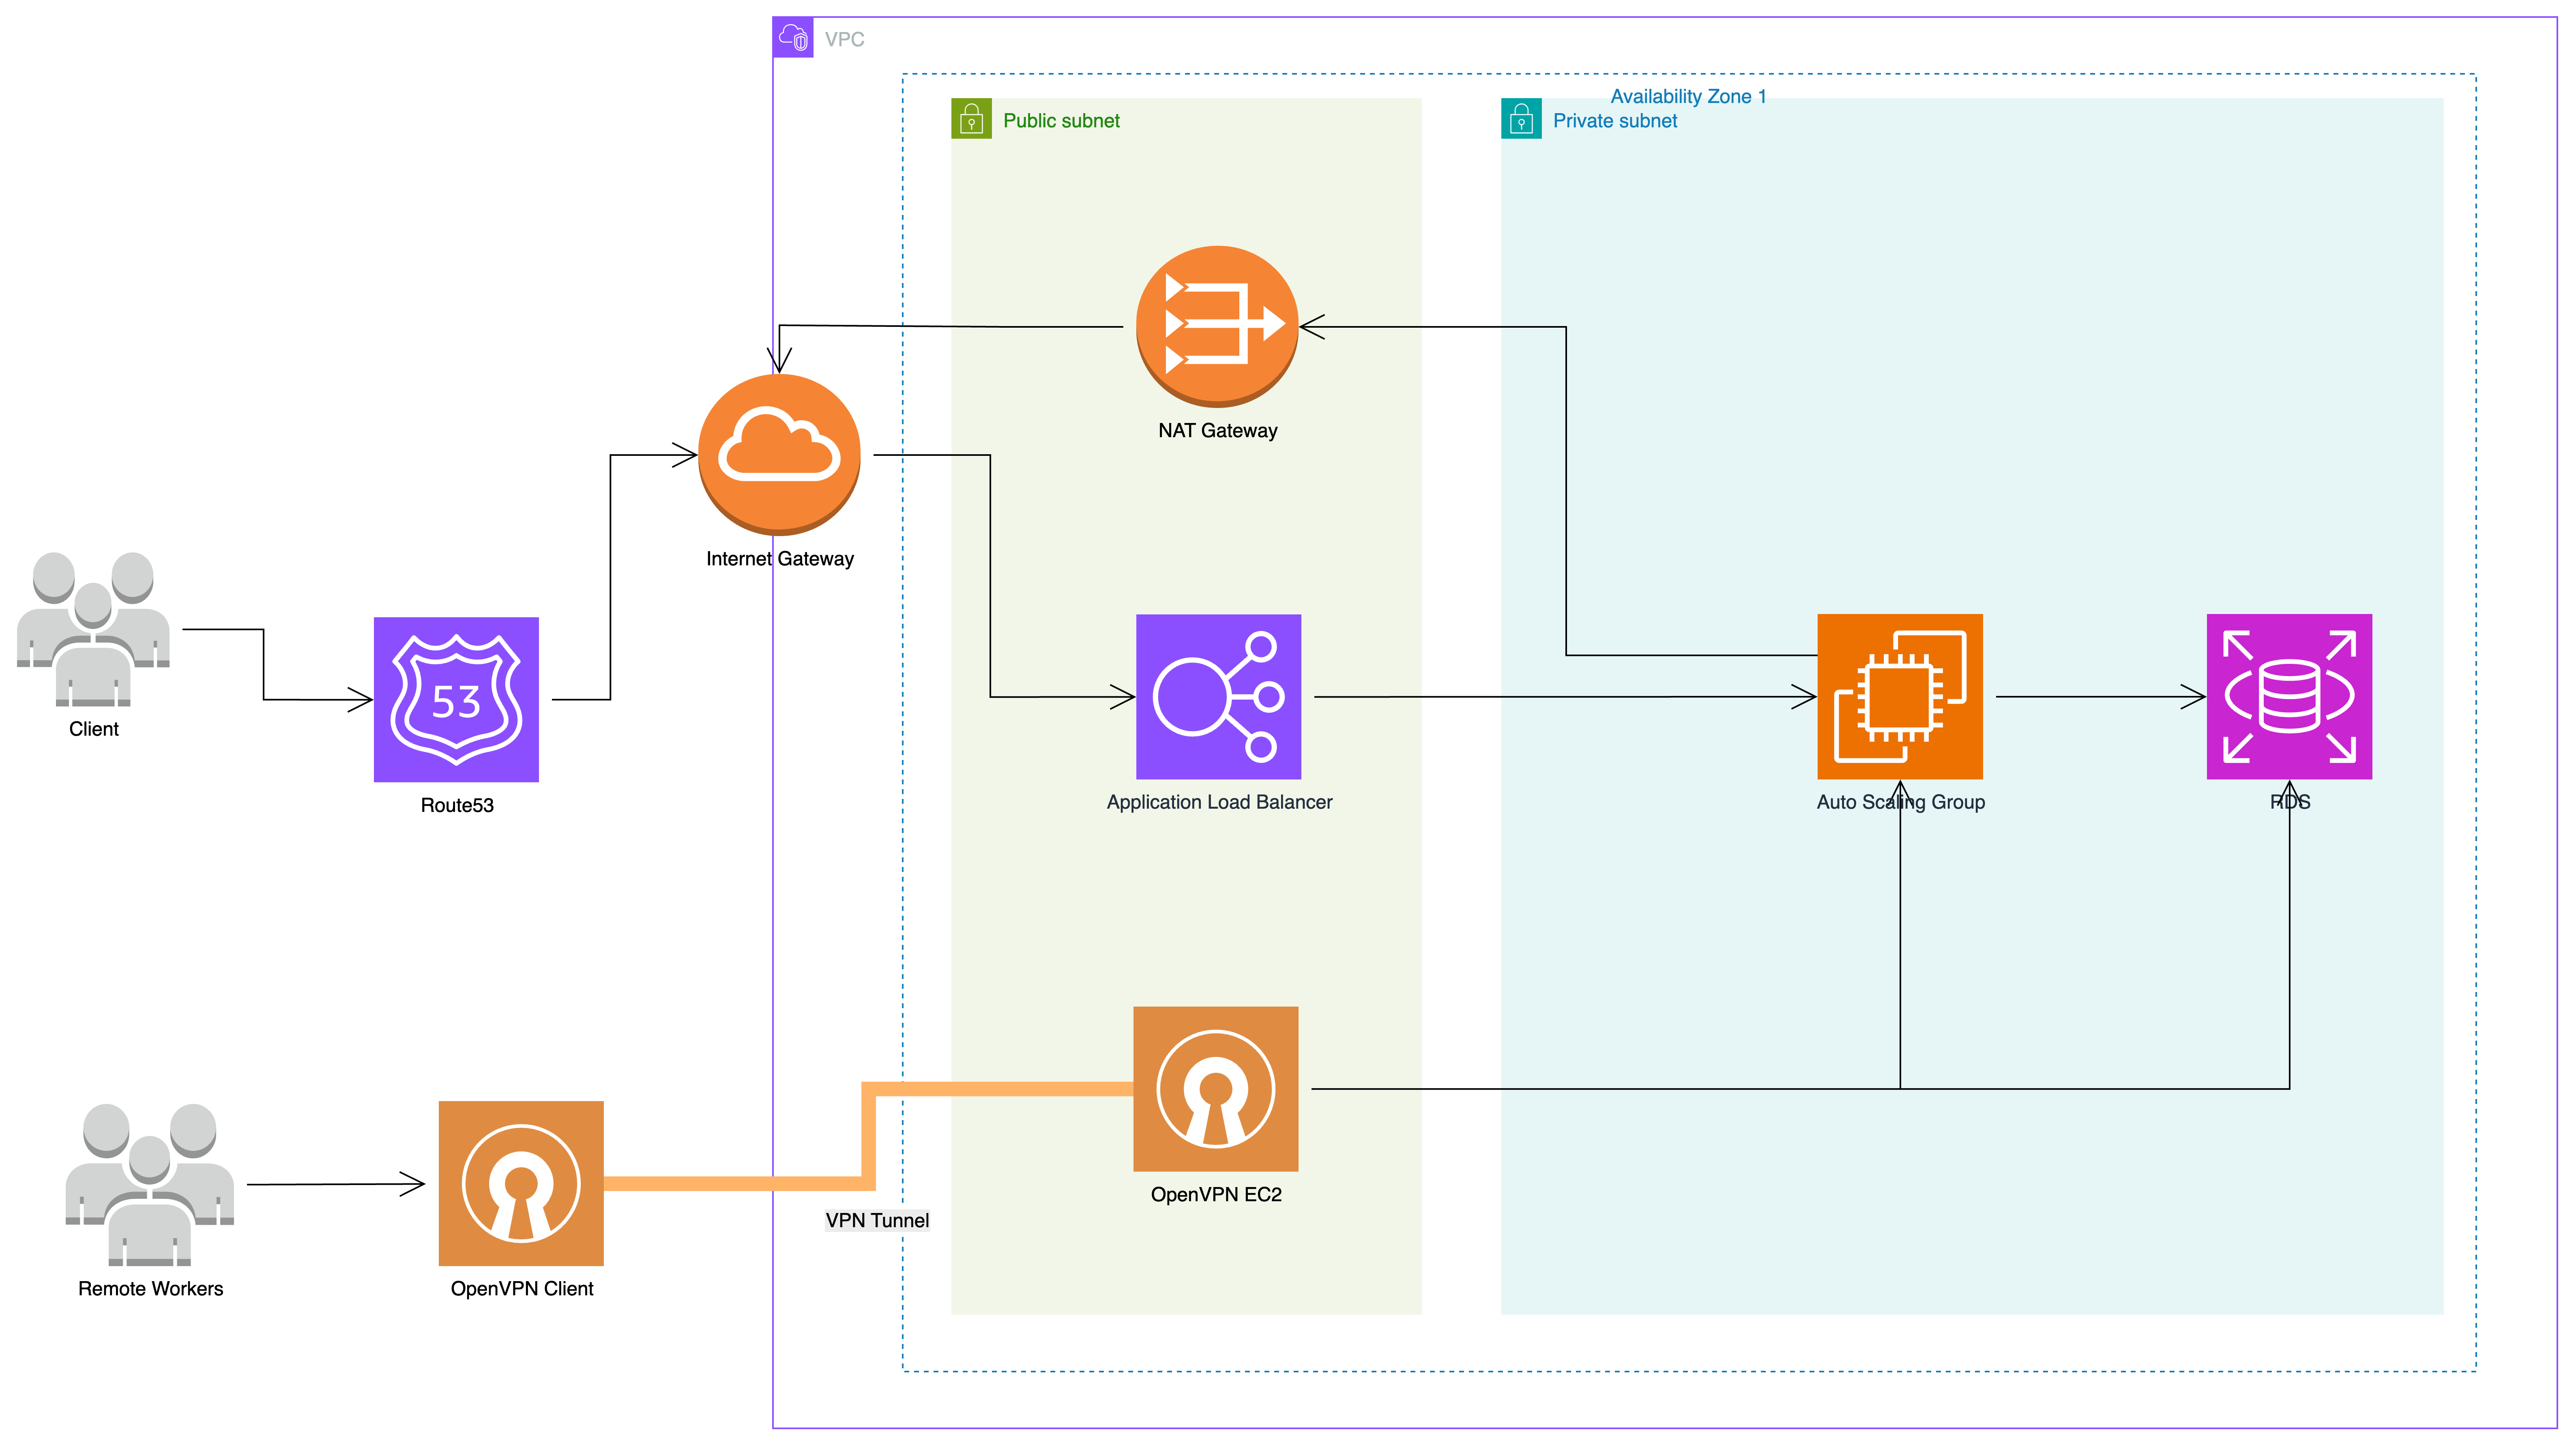 VPC
Availability Zone 1
Public subnet
Private subnet
NAT Gateway
Internet Gateway
Client
53
Route53
Application Load Balancer
Auto Scaling Group
RDS
OpenVPN EC2
VPN Tunnel
Remote Workers
OpenVPN Client